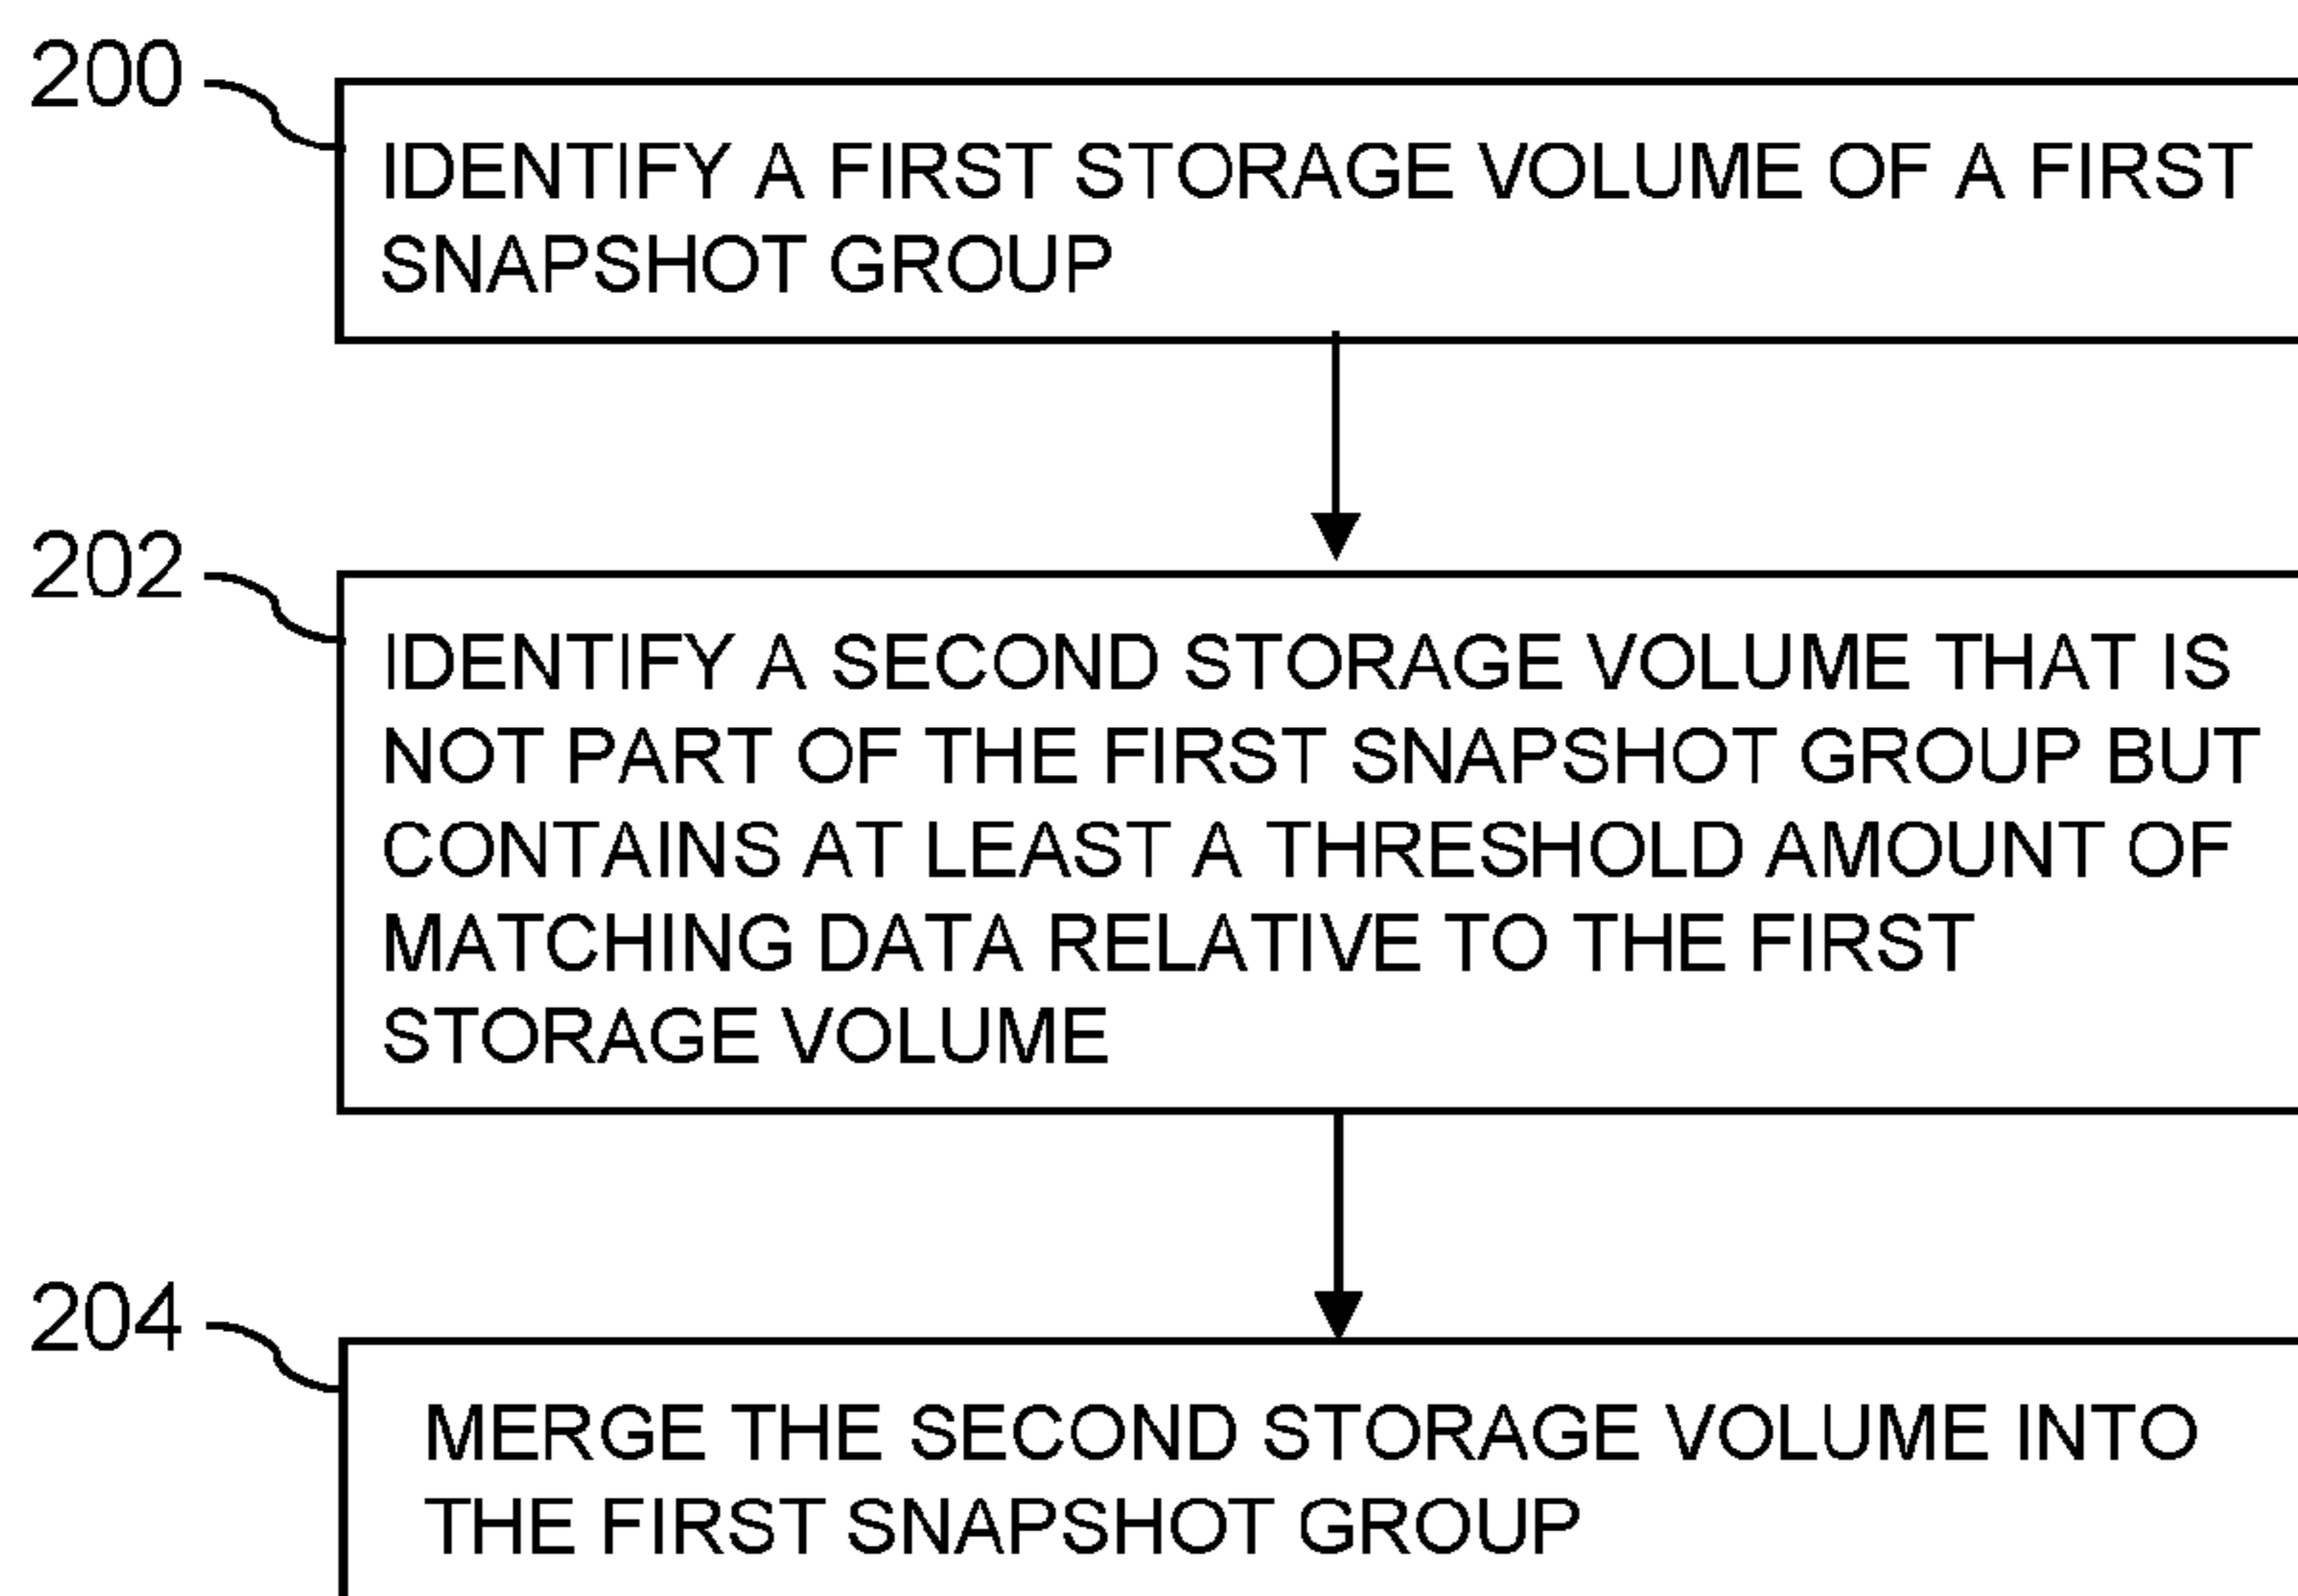 200
IDENTIFY A FIRST STORAGE VOLUME OF A FIRST
SNAPSHOT GROUP
202
IDENTIFY A SECOND STORAGE VOLUME THAT IS
NOT PART OF THE FIRST SNAPSHOT GROUP BUT
CONTAINS AT LEAST A THRESHOLD AMOUNT OF
MATCHING DATA RELATIVE TO THE FIRST
STORAGE VOLUME
204
MERGE THE SECOND STORAGE VOLUME INTO
THE FIRST SNAPSHOT GROUP